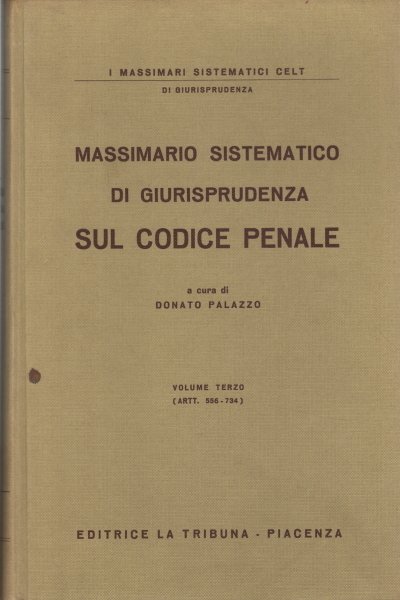 I MASSIMARI SISTEMATICI CELT
DI GIURISPRUDENZA
MASSIMARIO SISTEMATICO
DI GIURISPRUDENZA
SUL CODICE PENALE
a cura di
DONATO PALAZZO
VOLUME TERZO
(ARTT. 556-734)
EDITRICE LA TRIBUNA - PIACENZA